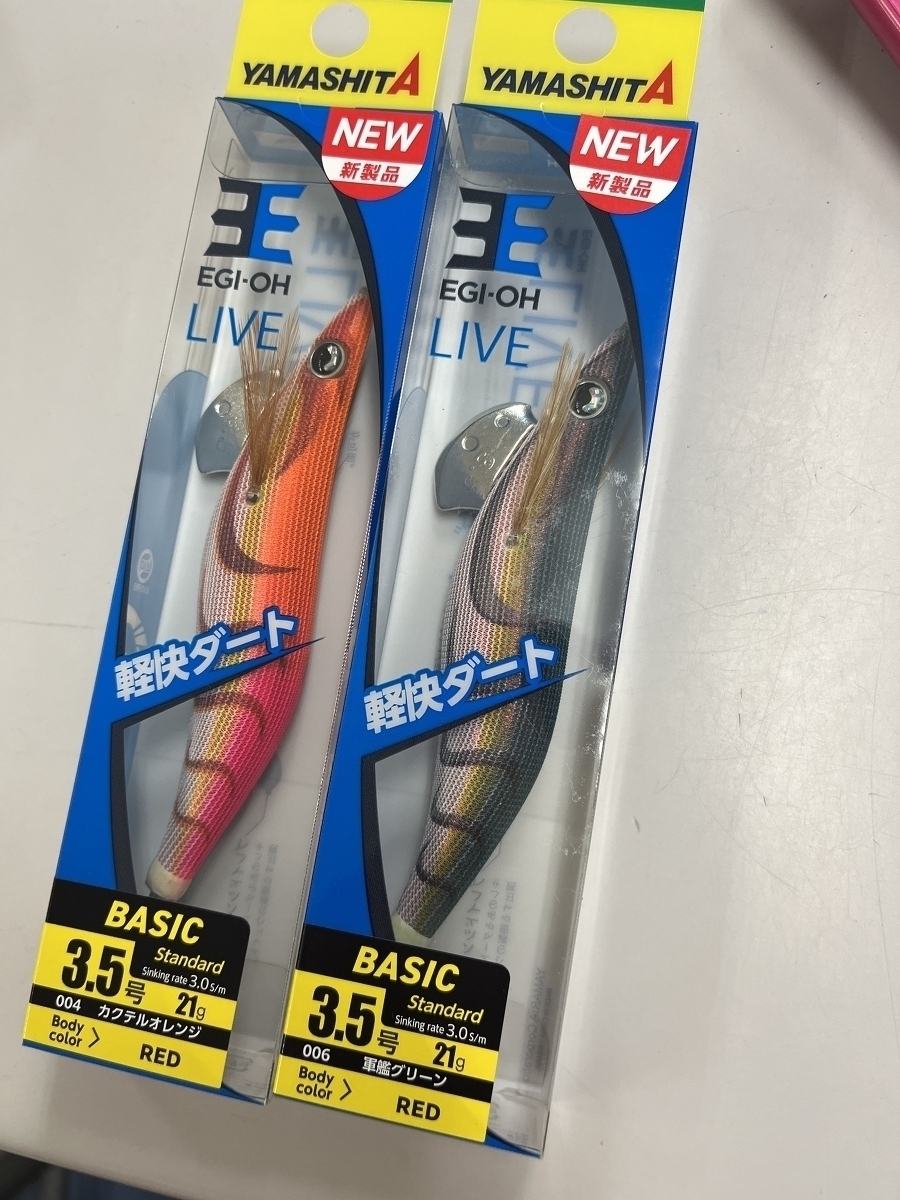 YAMASHITA
NEW
新製品
EGI-OH
LIVE
軽快ダート
BASIC
Standard
3.5号
Sinking rate 3.0 s/m
21g
004 カクテルオレンジ
Body color > RED
YAMASHITA
NEW
新製品
EGI-OH
LIVE
軽快ダート
BASIC
Standard
3.5号
Sinking rate 3.0 s/m
21g
006 軍艦グリーン
Body color > RED